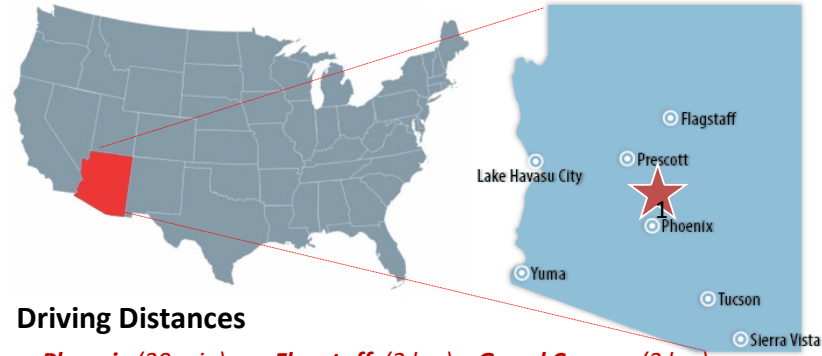 Flagstaff
Prescott
Lake Havasu City
1
Phoenix
Yuma
Tucson
Sierra Vista
Driving Distances